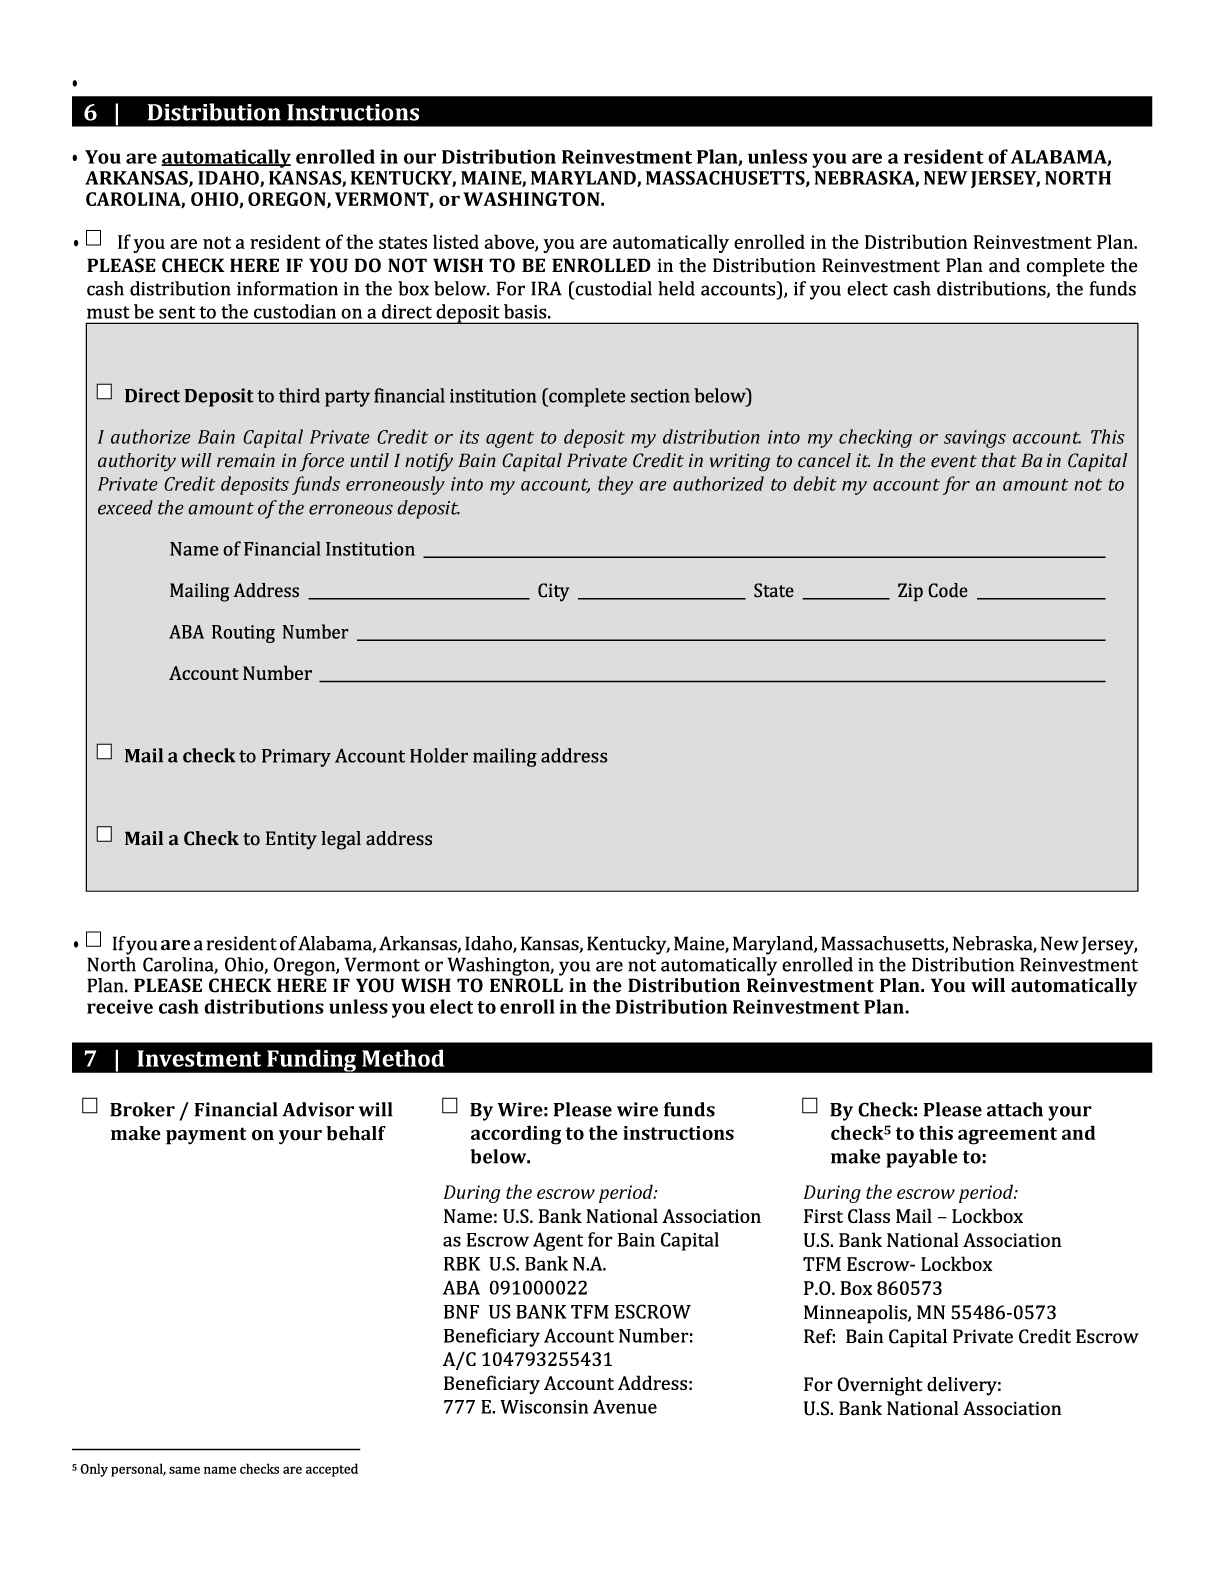 •
6 | Distribution Instructions
• You are automatically enrolled in our Distribution Reinvestment Plan, unless you are a resident of ALABAMA,
ARKANSAS, IDAHO, KANSAS, KENTUCKY, MAINE, MARYLAND, MASSACHUSETTS, NEBRASKA, NEW JERSEY, NORTH
CAROLINA, OHIO, OREGON, VERMONT, or WASHINGTON.
• ☐ If you are not a resident of the states listed above, you are automatically enrolled in the Distribution Reinvestment Plan.
PLEASE CHECK HERE IF YOU DO NOT WISH TO BE ENROLLED in the Distribution Reinvestment Plan and complete the
cash distribution information in the box below. For IRA (custodial held accounts), if you elect cash distributions, the funds
must be sent to the custodian on a direct deposit basis.
☐ Direct Deposit to third party financial institution (complete section below)
I authorize Bain Capital Private Credit or its agent to deposit my distribution into my checking or savings account. This
authority will remain in force until I notify Bain Capital Private Credit in writing to cancel it. In the event that Bain Capital
Private Credit deposits funds erroneously into my account, they are authorized to debit my account for an amount not to
exceed the amount of the erroneous deposit.
Name of Financial Institution
Mailing Address City State Zip Code
ABA Routing Number
Account Number
☐ Mail a check to Primary Account Holder mailing address
☐ Mail a Check to Entity legal address
• ☐ If you are a resident of Alabama, Arkansas, Idaho, Kansas, Kentucky, Maine, Maryland, Massachusetts, Nebraska, New Jersey,
North Carolina, Ohio, Oregon, Vermont or Washington, you are not automatically enrolled in the Distribution Reinvestment
Plan. PLEASE CHECK HERE IF YOU WISH TO ENROLL in the Distribution Reinvestment Plan. You will automatically
receive cash distributions unless you elect to enroll in the Distribution Reinvestment Plan.
7 | Investment Funding Method
☐ Broker / Financial Advisor will
make payment on your behalf
☐ By Wire: Please wire funds
according to the instructions
below.
During the escrow period:
Name: U.S. Bank National Association
as Escrow Agent for Bain Capital
RBK U.S. Bank N.A.
ABA 091000022
BNF US BANK TFM ESCROW
Beneficiary Account Number:
A/C 104793255431
Beneficiary Account Address:
777 E. Wisconsin Avenue
☐ By Check: Please attach your
check⁵ to this agreement and
make payable to:
During the escrow period:
First Class Mail – Lockbox
U.S. Bank National Association
TFM Escrow- Lockbox
P.O. Box 860573
Minneapolis, MN 55486-0573
Ref: Bain Capital Private Credit Escrow
For Overnight delivery:
U.S. Bank National Association
⁵ Only personal, same name checks are accepted